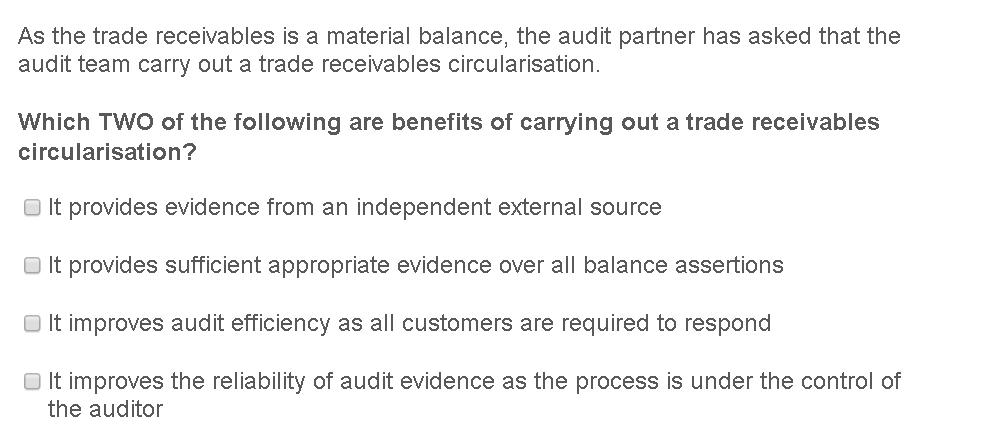 As the trade receivables is a material balance, the audit partner has asked that the
audit team carry out a trade receivables circularisation.
Which TWO of the following are benefits of carrying out a trade receivables
circularisation?
It provides evidence from an independent external source
It provides sufficient appropriate evidence over all balance assertions
It improves audit efficiency as all customers are required to respond
It improves the reliability of audit evidence as the process is under the control of
the auditor